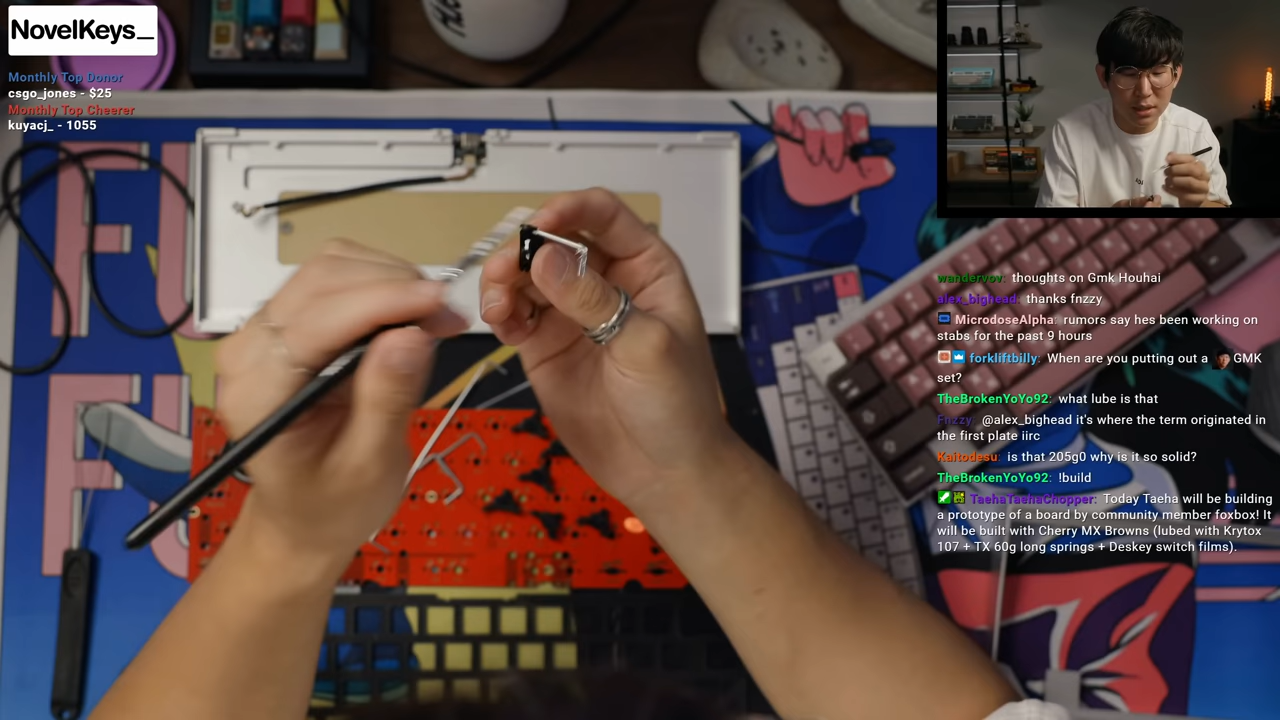 NovelKeys_
Monthly Top Donor
csgo_jones - $25
Monthly Top Cheerer
kuyacj_ - 1055
wandervov: thoughts on Gmk Houhai
alex_bighead: thanks fnzzy
MicrodoseAlpha: rumors say hes been working on
stabs for the past 9 hours
forkliftbilly: When are you putting out a GMK
set?
TheBrokenYoYo92: what lube is that
Fnzzy: @alex_bighead it's where the term originated in
the first plate iirc
Kaitodesu: is that 205g0 why is it so solid?
TheBrokenYoYo92: !build
TaehaTaehaChopper: Today Taeha will be building
a prototype of a board by community member foxbox! It
will be built with Cherry MX Browns (lubed with Krytox
107 + TX 60g long springs + Deskey switch films).